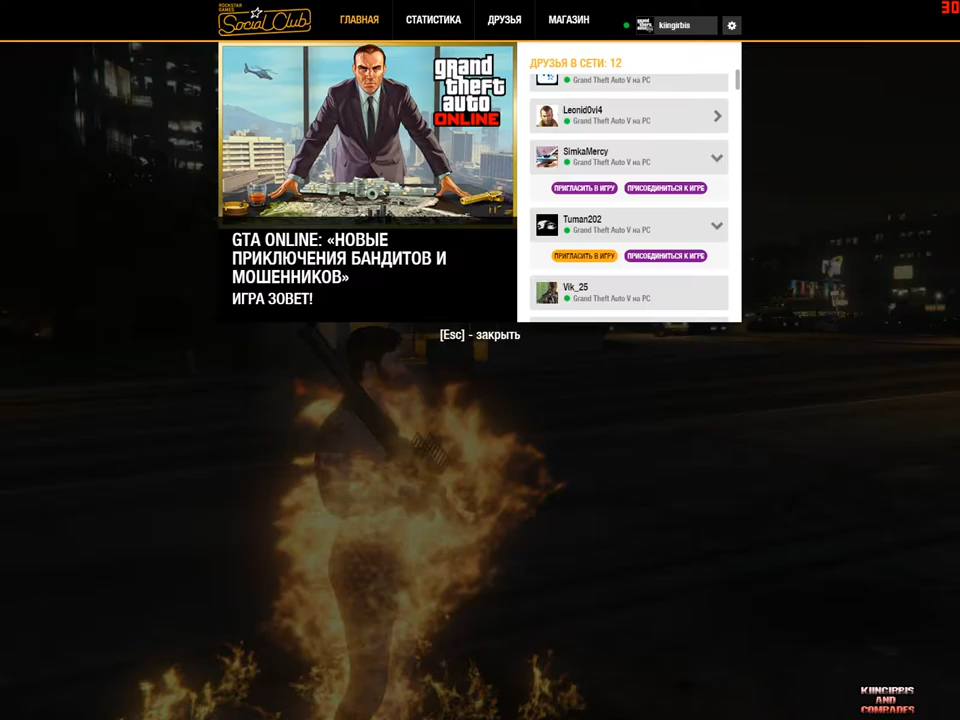 ROCKSTAR
GAMES
Social Club
ГЛАВНАЯ
СТАТИСТИКА
ДРУЗЬЯ
МАГАЗИН
kiingirbis
30
grand
theft
auto
ONLINE
GTA ONLINE: «НОВЫЕ
ПРИКЛЮЧЕНИЯ БАНДИТОВ И
МОШЕННИКОВ»
ИГРА ЗОВЕТ!
ДРУЗЬЯ В СЕТИ: 12
Grand Theft Auto V на PC
Leonid0vi4
Grand Theft Auto V на PC
SimkaMercy
Grand Theft Auto V на PC
ПРИГЛАСИТЬ В ИГРУ ПРИСОЕДИНИТЬСЯ К ИГРЕ
Tuman202
Grand Theft Auto V на PC
ПРИГЛАСИТЬ В ИГРУ ПРИСОЕДИНИТЬСЯ К ИГРЕ
Vik_25
Grand Theft Auto V на PC
[Esc] - закрыть
KIINGIRBIS
AND
COMRADES